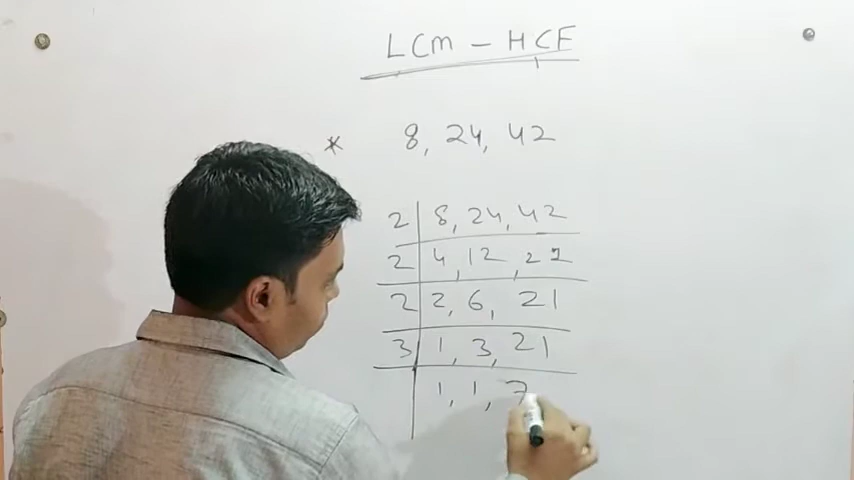 LCM - HCF
* 8, 24, 42
2 8, 24, 42
2 4, 12, 21
2 2, 6, 21
3 1, 3, 21
1, 1, 7